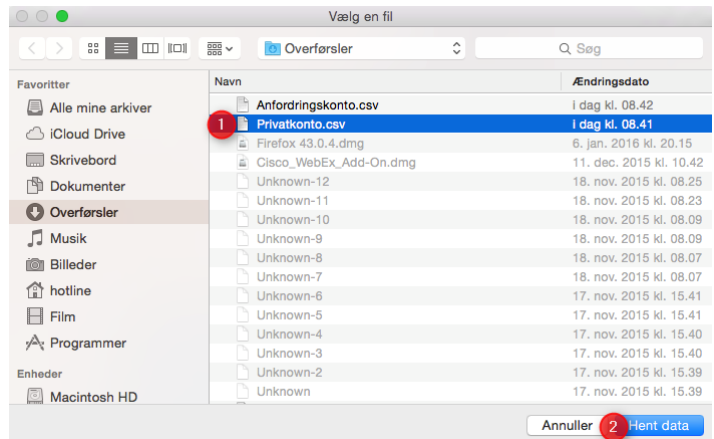 Vælg en fil
Overførsler
Søg
Favoritter
Alle mine arkiver
iCloud Drive
Skrivebord
Dokumenter
Overførsler
Musik
Billeder
hotline
Film
Programmer
Enheder
Macintosh HD
Navn Ændringsdato
Anfordringskonto.csv i dag kl. 08.42
1 Privatkonto.csv i dag kl. 08.41
Firefox 43.0.4.dmg 6. jan. 2016 kl. 20.15
Cisco_WebEx_Add-On.dmg 11. dec. 2015 kl. 10.42
Unknown-12 18. nov. 2015 kl. 08.25
Unknown-11 18. nov. 2015 kl. 08.23
Unknown-10 18. nov. 2015 kl. 08.09
Unknown-9 18. nov. 2015 kl. 08.09
Unknown-8 18. nov. 2015 kl. 08.07
Unknown-7 18. nov. 2015 kl. 08.07
Unknown-6 17. nov. 2015 kl. 15.41
Unknown-5 17. nov. 2015 kl. 15.41
Unknown-4 17. nov. 2015 kl. 15.40
Unknown-3 17. nov. 2015 kl. 15.40
Unknown-2 17. nov. 2015 kl. 15.39
Unknown 17. nov. 2015 kl. 15.39
Annuller 2 Hent data